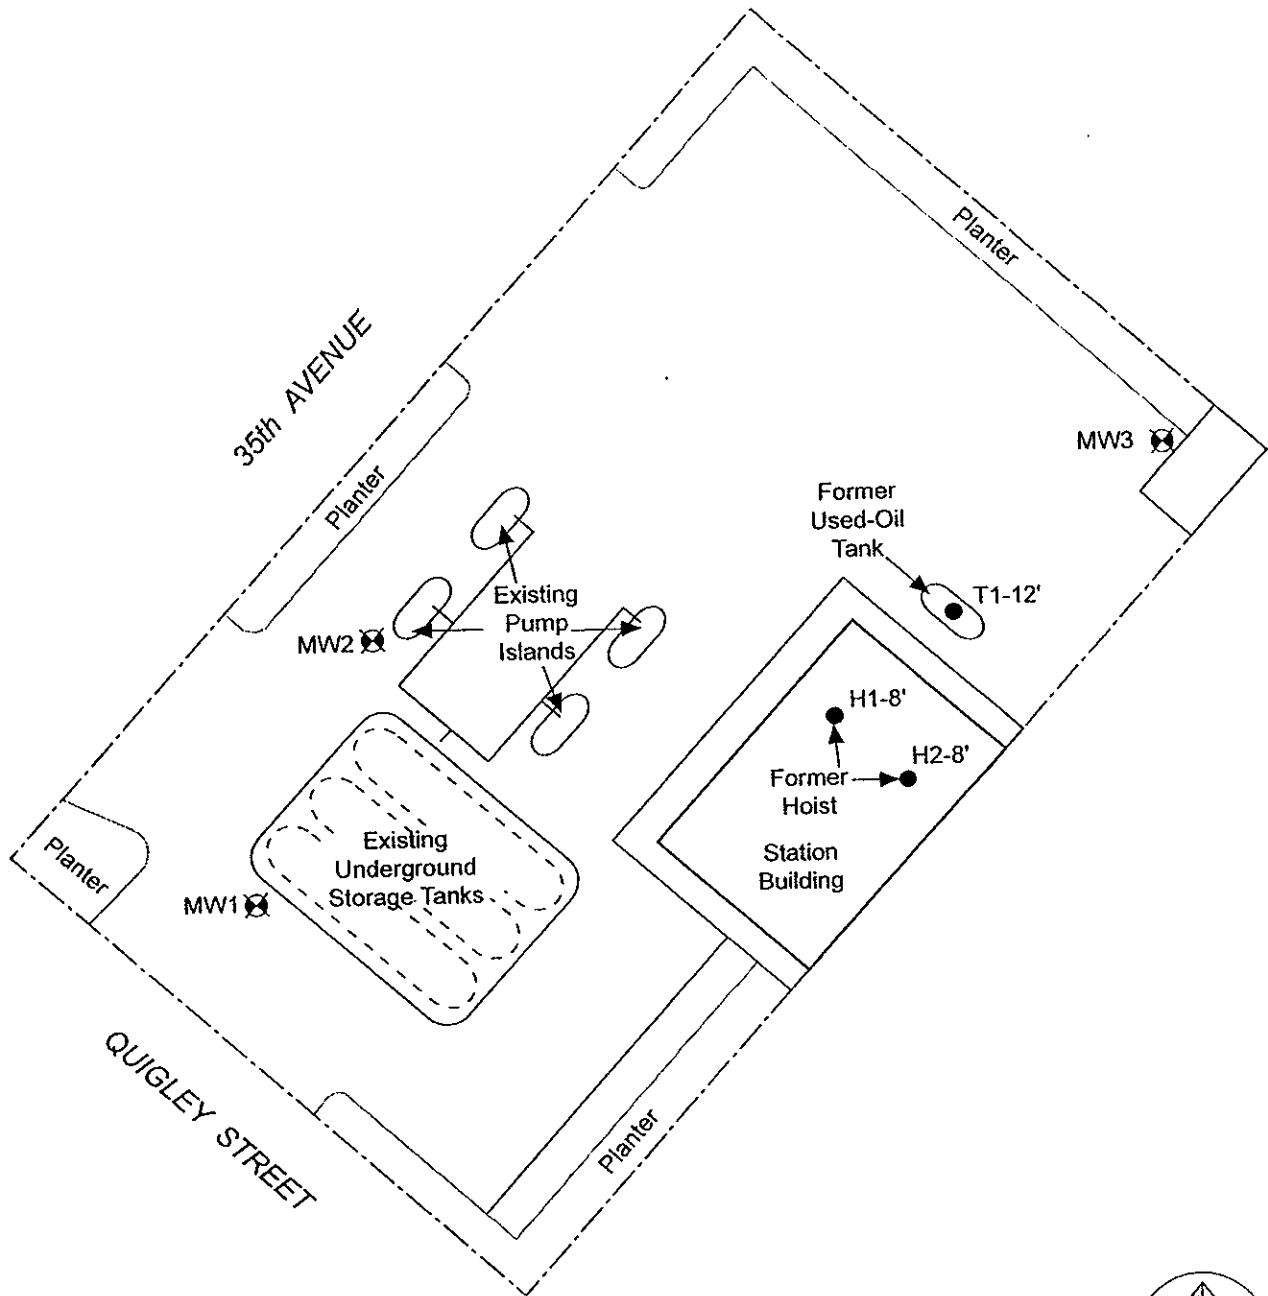 Planter
35th AVENUE
Planter
MW3
Former
Used-Oil
Tank
T1-12'
Existing
Pump
Islands
MW2
H1-8'
H2-8'
Former
Hoist
Station
Building
Existing
Underground
Storage Tanks
Planter
MW1
QUIGLEY STREET
Planter